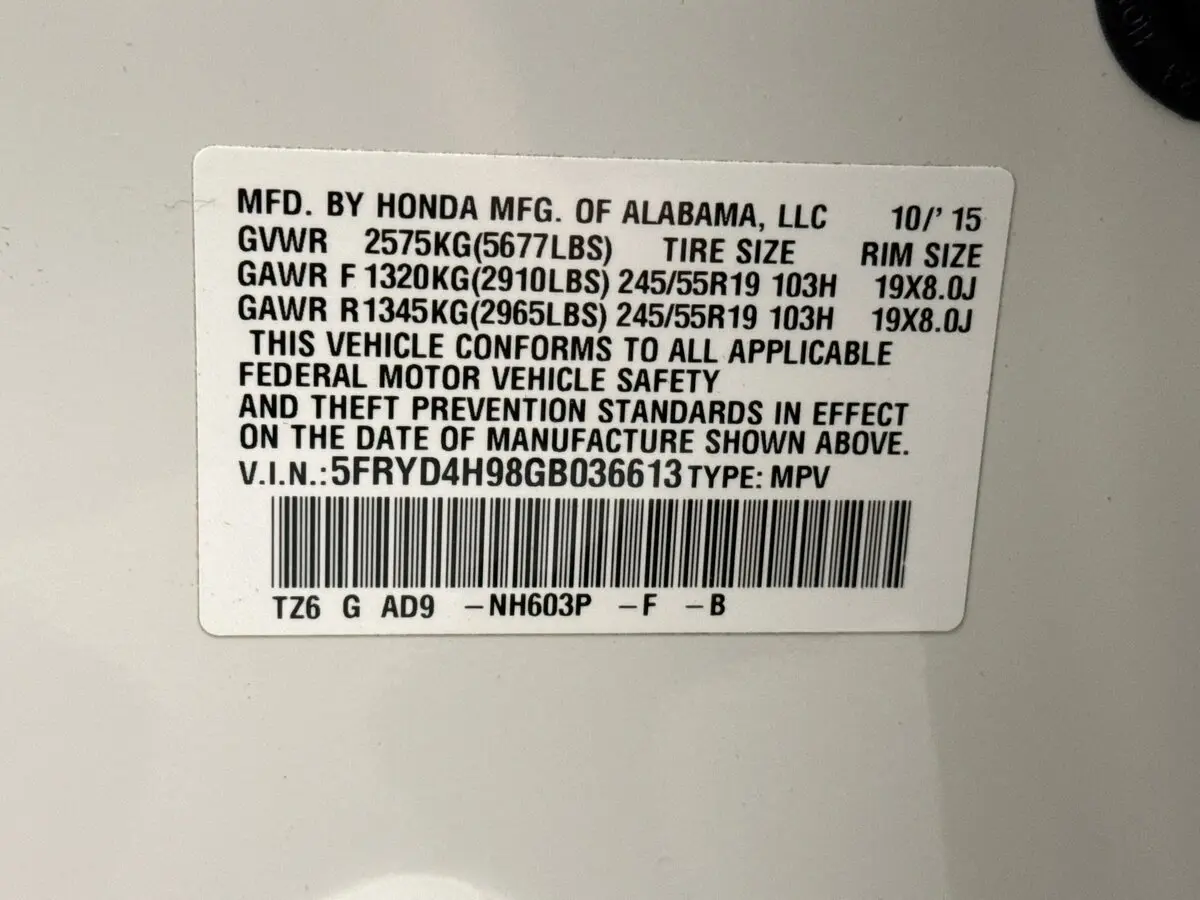 MFD. BY HONDA MFG. OF ALABAMA, LLC 10/' 15
GVWR 2575KG(5677LBS) TIRE SIZE RIM SIZE
GAWR F 1320KG(2910LBS) 245/55R19 103H 19X8.0J
GAWR R1345KG(2965LBS) 245/55R19 103H 19X8.0J
THIS VEHICLE CONFORMS TO ALL APPLICABLE
FEDERAL MOTOR VEHICLE SAFETY
AND THEFT PREVENTION STANDARDS IN EFFECT
ON THE DATE OF MANUFACTURE SHOWN ABOVE.
V.I.N.:5FRYD4H98GB036613 TYPE: MPV
TZ6 G AD9 –NH603P –F –B